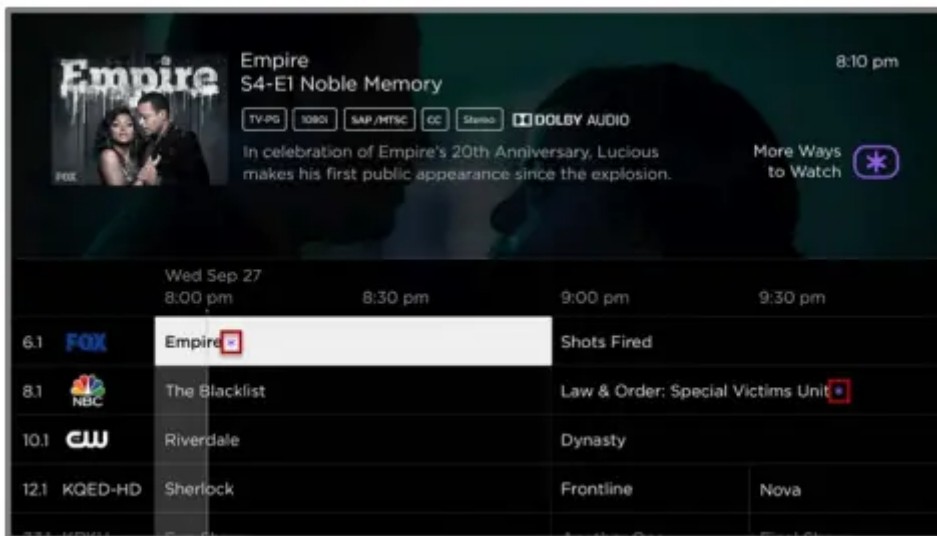 Empire
FOX
Empire
S4-E1 Noble Memory
8:10 pm
TV-PG 1080i SAP/MTSC CC Stereo DOLBY AUDIO
In celebration of Empire's 20th Anniversary, Lucious
makes his first public appearance since the explosion.
More Ways
to Watch *
Wed Sep 27
8:00 pm 8:30 pm 9:00 pm 9:30 pm
6.1 FOX Empire * Shots Fired
8.1 NBC The Blacklist Law & Order: Special Victims Unit *
10.1 CW Riverdale Dynasty
12.1 KQED-HD Sherlock Frontline Nova